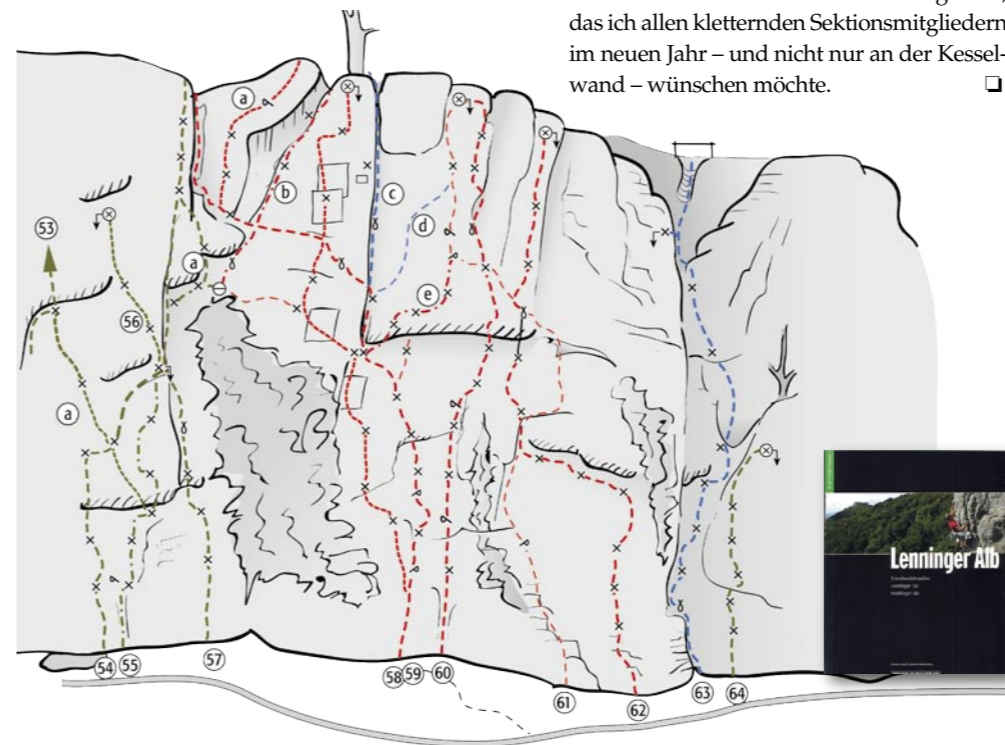 das ich allen kletternden Sektionsmitgliedern
im neuen Jahr – und nicht nur an der Kessel-
wand – wünschen möchte. ❑
a
b
c
53
d
a
e
56
a
Lenninger Alb
54
55
57
58
59
60
61
62
63
64